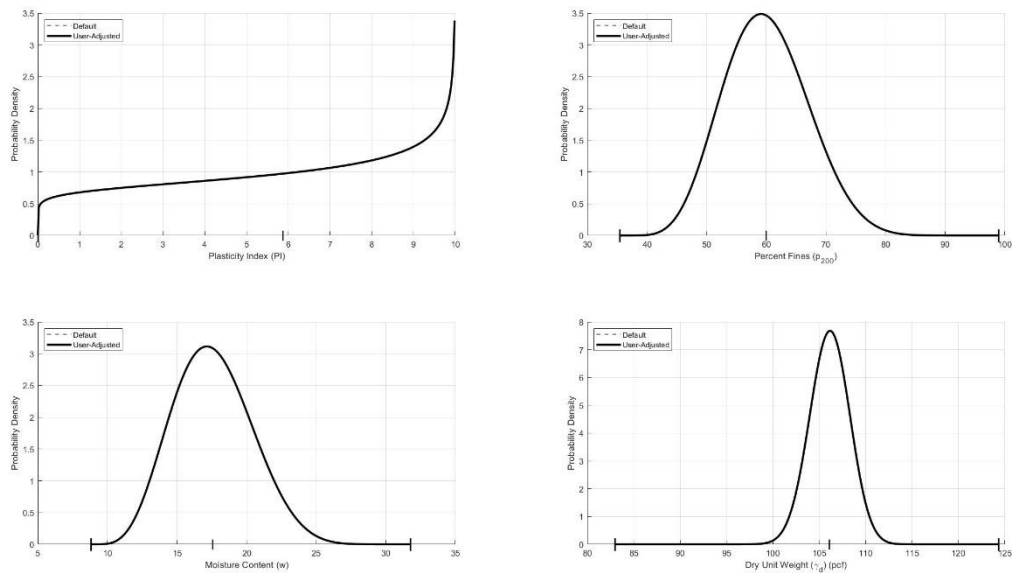 Default
User-Adjusted
Probability Density
3.5
3
2.5
2
1.5
1
0.5
0
0 1 2 3 4 5 6 7 8 9 10
Plasticity Index (PI)
Default
User-Adjusted
Probability Density
3.5
3
2.5
2
1.5
1
0.5
0
30 40 50 60 70 80 90 100
Percent Fines (p200)
Default
User-Adjusted
Probability Density
3.5
3
2.5
2
1.5
1
0.5
0
5 10 15 20 25 30 35
Moisture Content (w)
Default
User-Adjusted
Probability Density
8
7
6
5
4
3
2
1
0
80 85 90 95 100 105 110 115 120 125
Dry Unit Weight (γd) (pcf)